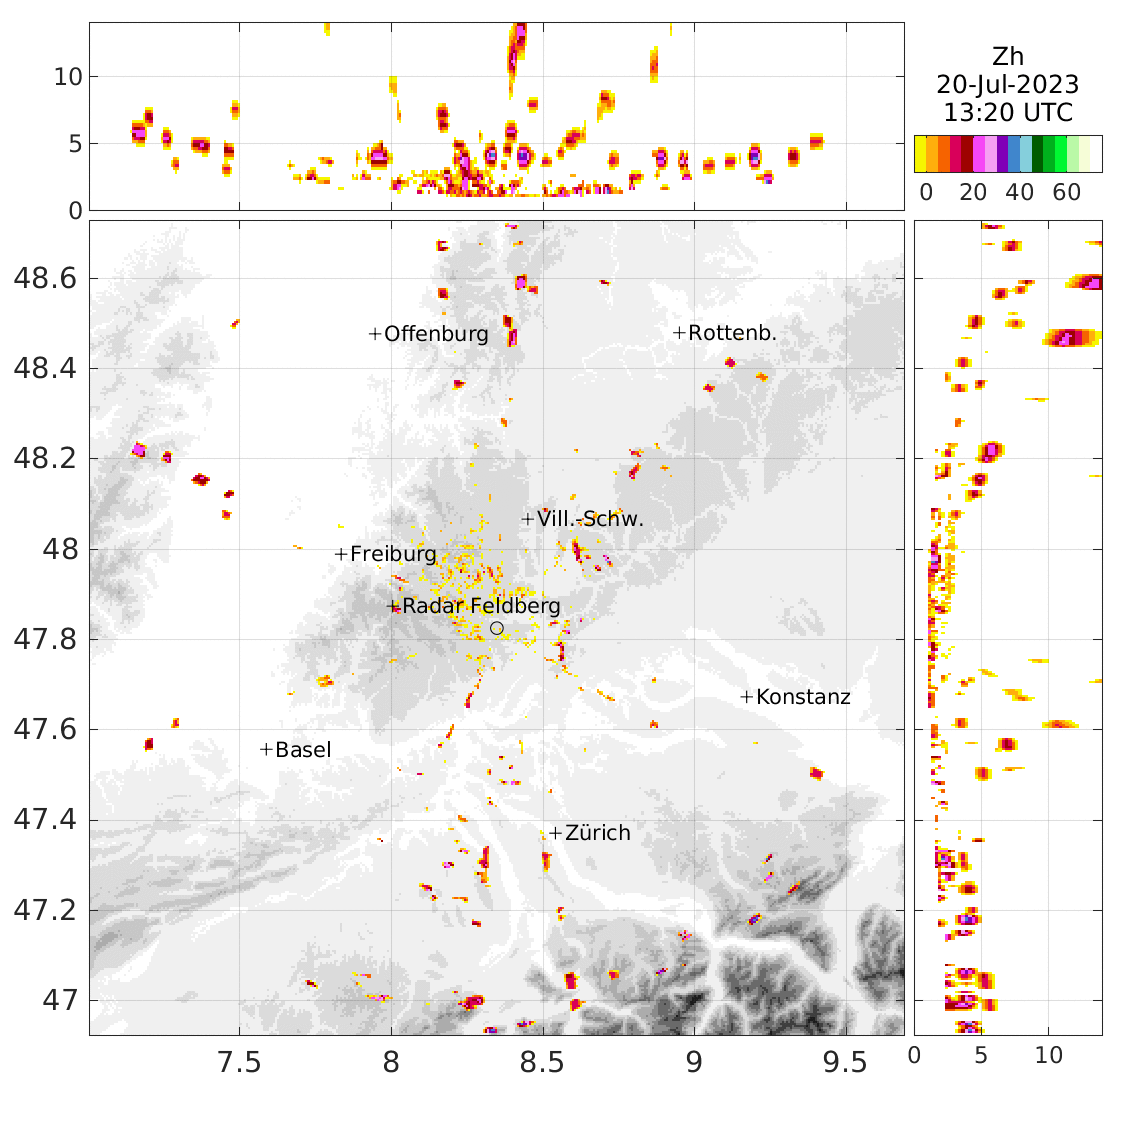 10
5
0
Zh
20-Jul-2023
13:20 UTC
0 20 40 60
48.6
48.4
48.2
48
47.8
47.6
47.4
47.2
47
+Offenburg
+Rottenb.
+Vill.-Schw.
+Freiburg
+Radar Feldberg
+Konstanz
+Basel
+Zürich
7.5 8 8.5 9 9.5
0 5 10